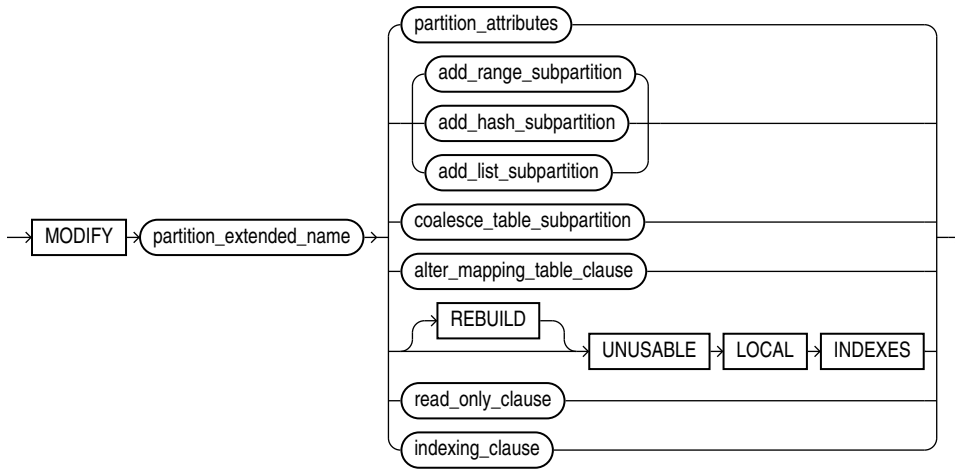 partition_attributes
add_range_subpartition
add_hash_subpartition
add_list_subpartition
coalesce_table_subpartition
MODIFY partition_extended_name
alter_mapping_table_clause
REBUILD
UNUSABLE LOCAL INDEXES
read_only_clause
indexing_clause